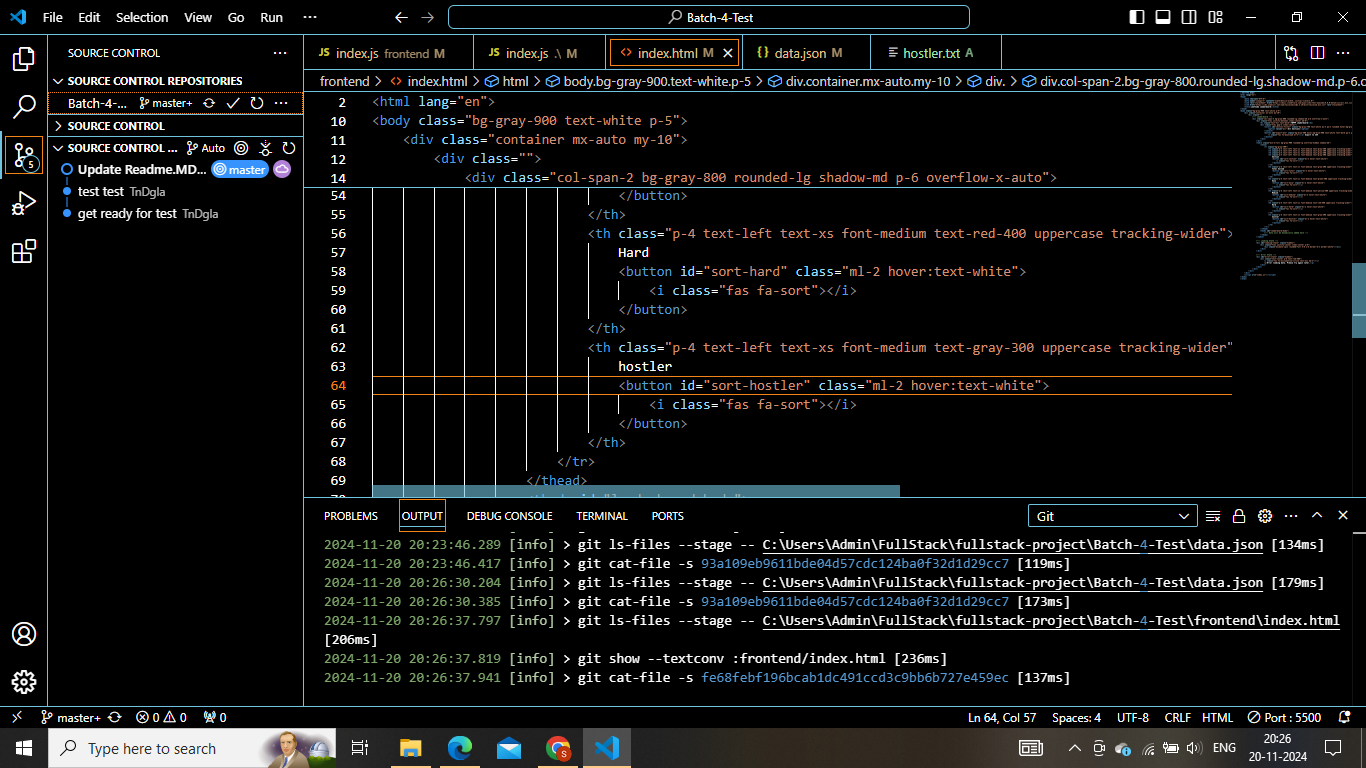 File Edit Selection View Go Run ··· Batch-4-Test
SOURCE CONTROL ···
SOURCE CONTROL REPOSITORIES
Batch-4-... master+ ···
SOURCE CONTROL
SOURCE CONTROL ... Auto
Update Readme.MD... master
test test TnDgla
get ready for test TnDgla
5
index.js frontend M index.js .\ M index.html M data.json M hostler.txt A ···
frontend > index.html > html > body.bg-gray-900.text-white.p-5 > div.container.mx-auto.my-10 > div. > div.col-span-2.bg-gray-800.rounded-lg.shadow-md.p-6.o
2 <html lang="en">
10 <body class="bg-gray-900 text-white p-5">
11 <div class="container mx-auto my-10">
12 <div class="">
14 <div class="col-span-2 bg-gray-800 rounded-lg shadow-md p-6 overflow-x-auto">
54 </button>
55 </th>
56 <th class="p-4 text-left text-xs font-medium text-red-400 uppercase tracking-wider">
57 Hard
58 <button id="sort-hard" class="ml-2 hover:text-white">
59 <i class="fas fa-sort"></i>
60 </button>
61 </th>
62 <th class="p-4 text-left text-xs font-medium text-gray-300 uppercase tracking-wider"
63 hostler
64 <button id="sort-hostler" class="ml-2 hover:text-white">
65 <i class="fas fa-sort"></i>
66 </button>
67 </th>
68 </tr>
69 </thead>
PROBLEMS OUTPUT DEBUG CONSOLE TERMINAL PORTS Git ···
2024-11-20 20:23:46.289 [info] > git ls-files --stage -- C:\Users\Admin\FullStack\fullstack-project\Batch-4-Test\data.json [134ms]
2024-11-20 20:23:46.417 [info] > git cat-file -s 93a109eb9611bde04d57cdc124ba0f32d1d29cc7 [119ms]
2024-11-20 20:26:30.204 [info] > git ls-files --stage -- C:\Users\Admin\FullStack\fullstack-project\Batch-4-Test\data.json [179ms]
2024-11-20 20:26:30.385 [info] > git cat-file -s 93a109eb9611bde04d57cdc124ba0f32d1d29cc7 [173ms]
2024-11-20 20:26:37.797 [info] > git ls-files --stage -- C:\Users\Admin\FullStack\fullstack-project\Batch-4-Test\frontend\index.html
[206ms]
2024-11-20 20:26:37.819 [info] > git show --textconv :frontend/index.html [236ms]
2024-11-20 20:26:37.941 [info] > git cat-file -s fe68febf196bcab1dc491ccd3c9bb6b727e459ec [137ms]
master+ 0 0 0 Ln 64, Col 57 Spaces: 4 UTF-8 CRLF HTML Port : 5500
Type here to search ENG 20:26
20-11-2024